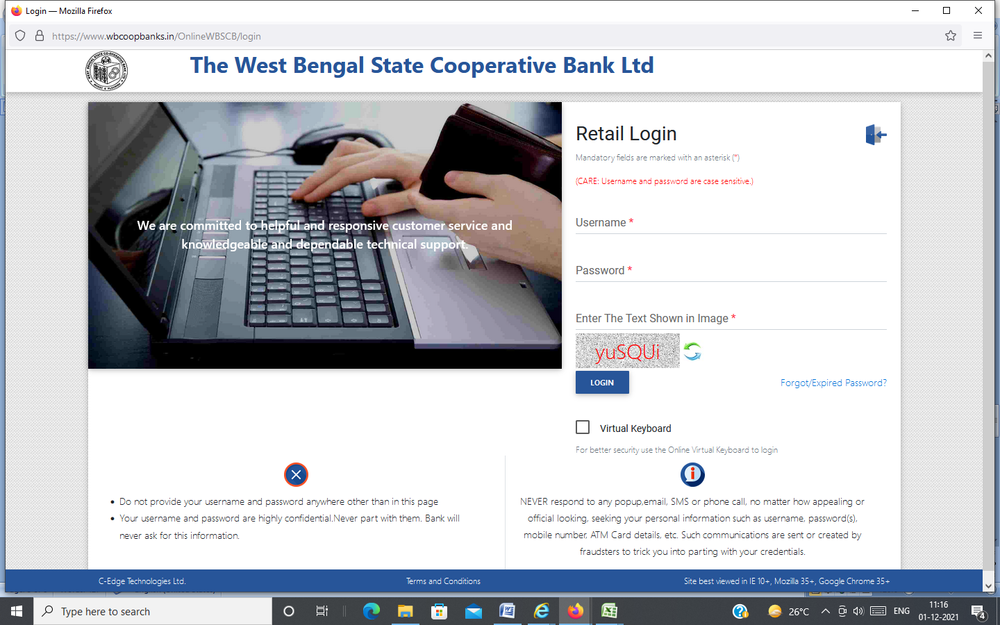 Login — Mozilla Firefox
https://www.wbcoopbanks.in/OnlineWBSCB/login
The West Bengal State Cooperative Bank Ltd
We are committed to helpful and responsive customer service and
knowledgeable and dependable technical support.
Retail Login
Mandatory fields are marked with an asterisk (*)
(CARE: Username and password are case sensitive.)
Username *
Password *
Enter The Text Shown in Image *
yuSQUi
LOGIN
Forgot/Expired Password?
Virtual Keyboard
For better security use the Online Virtual Keyboard to login
• Do not provide your username and password anywhere other than in this page
• Your username and password are highly confidential.Never part with them. Bank will
never ask for this information.
NEVER respond to any popup,email, SMS or phone call, no matter how appealing or
official looking, seeking your personal information such as username, password(s),
mobile number, ATM Card details, etc. Such communications are sent or created by
fraudsters to trick you into parting with your credentials.
C-Edge Technologies Ltd.
Terms and Conditions
Site best viewed in IE 10+, Mozilla 35+, Google Chrome 35+
Type here to search
26°C
ENG
11:16
01-12-2021
4